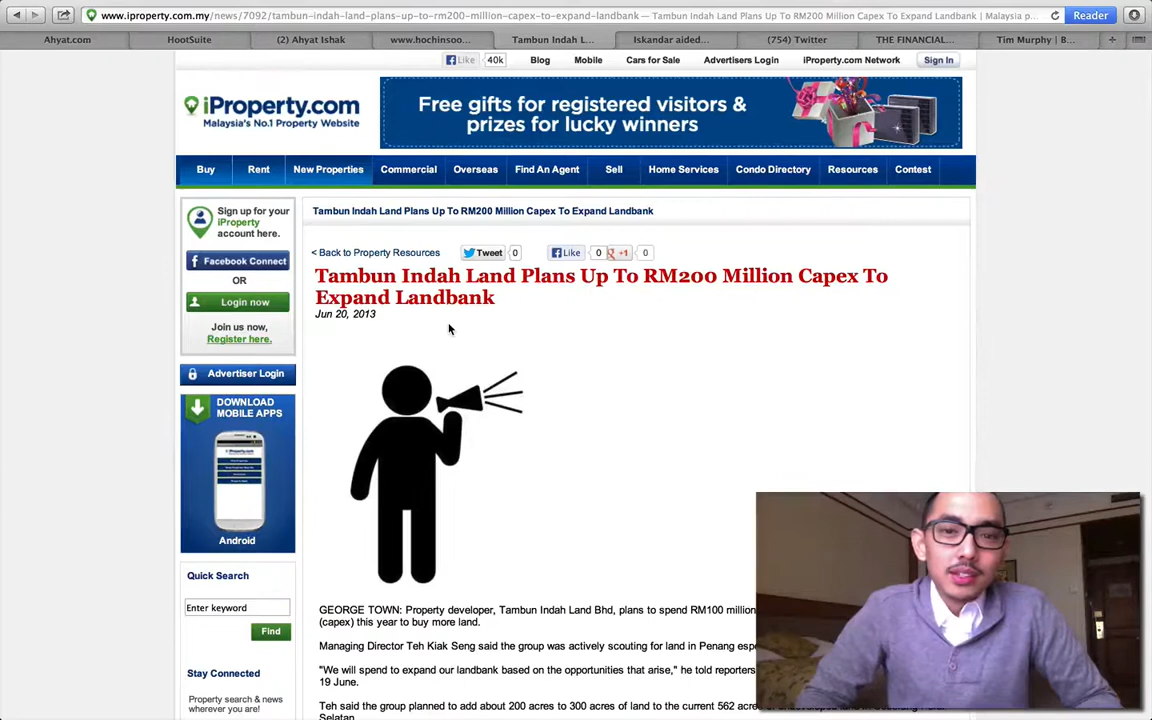 www.iproperty.com.my/news/7092/tambun-indah-land-plans-up-to-rm200-million-capex-to-expand-landbank — Tambun Indah Land Plans Up To RM200 Million Capex To Expand Landbank | Malaysia p...
Reader
Ahyat.com
HootSuite
(2) Ahyat Ishak
www.hochinsoo...
Tambun Indah L...
Iskandar aided...
(754) Twitter
THE FINANCIAL...
Tim Murphy | B...
Like
40k
Blog
Mobile
Cars for Sale
Advertisers Login
iProperty.com Network
Sign In
iProperty.com
Malaysia's No.1 Property Website
Free gifts for registered visitors &
prizes for lucky winners
Buy
Rent
New Properties
Commercial
Overseas
Find An Agent
Sell
Home Services
Condo Directory
Resources
Contest
Sign up for your
iProperty
account here.
Facebook Connect
OR
Login now
Join us now,
Register here.
Advertiser Login
DOWNLOAD
MOBILE APPS
Android
Quick Search
Enter keyword
Find
Stay Connected
Property search & news
wherever you are!
Tambun Indah Land Plans Up To RM200 Million Capex To Expand Landbank
< Back to Property Resources
Tweet
0
Like
0
+1
0
Tambun Indah Land Plans Up To RM200 Million Capex To
Expand Landbank
Jun 20, 2013
GEORGE TOWN: Property developer, Tambun Indah Land Bhd, plans to spend RM100 million
(capex) this year to buy more land.
Managing Director Teh Kiak Seng said the group was actively scouting for land in Penang
"We will spend to expand our landbank based on the opportunities that arise," he told reporters
19 June.
Teh said the group planned to add about 200 acres to 300 acres of land to the current 562
Selatan